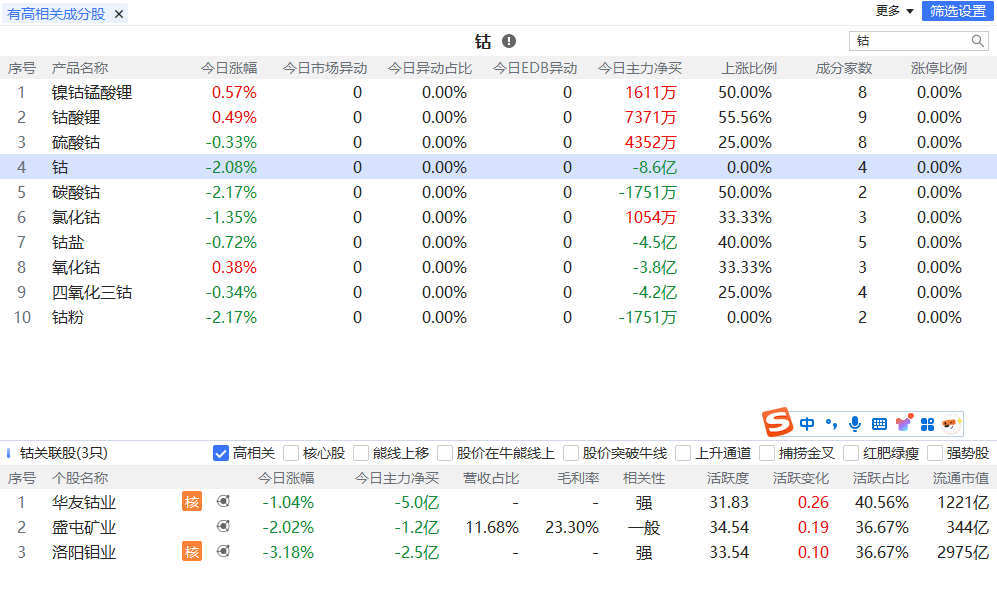 有高相关成分股 ×
更多 筛选设置
钴
钴
序号 产品名称 今日涨幅 今日市场异动 今日异动占比 今日EDB异动 今日主力净买 上涨比例 成分家数 涨停比例
1 镍钴锰酸锂 0.57% 0 0.00% 0 1611万 50.00% 8 0.00%
2 钴酸锂 0.49% 0 0.00% 0 7371万 55.56% 9 0.00%
3 硫酸钴 -0.33% 0 0.00% 0 4352万 25.00% 8 0.00%
4 钴 -2.08% 0 0.00% 0 -8.6亿 0.00% 4 0.00%
5 碳酸钴 -2.17% 0 0.00% 0 -1751万 50.00% 2 0.00%
6 氯化钴 -1.35% 0 0.00% 0 1054万 33.33% 3 0.00%
7 钴盐 -0.72% 0 0.00% 0 -4.5亿 40.00% 5 0.00%
8 氧化钴 0.38% 0 0.00% 0 -3.8亿 33.33% 3 0.00%
9 四氧化三钴 -0.34% 0 0.00% 0 -4.2亿 25.00% 4 0.00%
10 钴粉 -2.17% 0 0.00% 0 -1751万 0.00% 2 0.00%
S 中
钴关联股(3只) 高相关 核心股 能线上移 股价在牛能线上 股价突破牛线 上升通道 捕捞金叉 红肥绿瘦 强势股
序号 个股名称 今日涨幅 今日主力净买 营收占比 毛利率 相关性 活跃度 活跃变化 活跃占比 流通市值
1 华友钴业 核 -1.04% -5.0亿 - - 强 31.83 0.26 40.56% 1221亿
2 盛屯矿业 -2.02% -1.2亿 11.68% 23.30% 一般 34.54 0.19 36.67% 344亿
3 洛阳钼业 核 -3.18% -2.5亿 - - 强 33.54 0.10 36.67% 2975亿